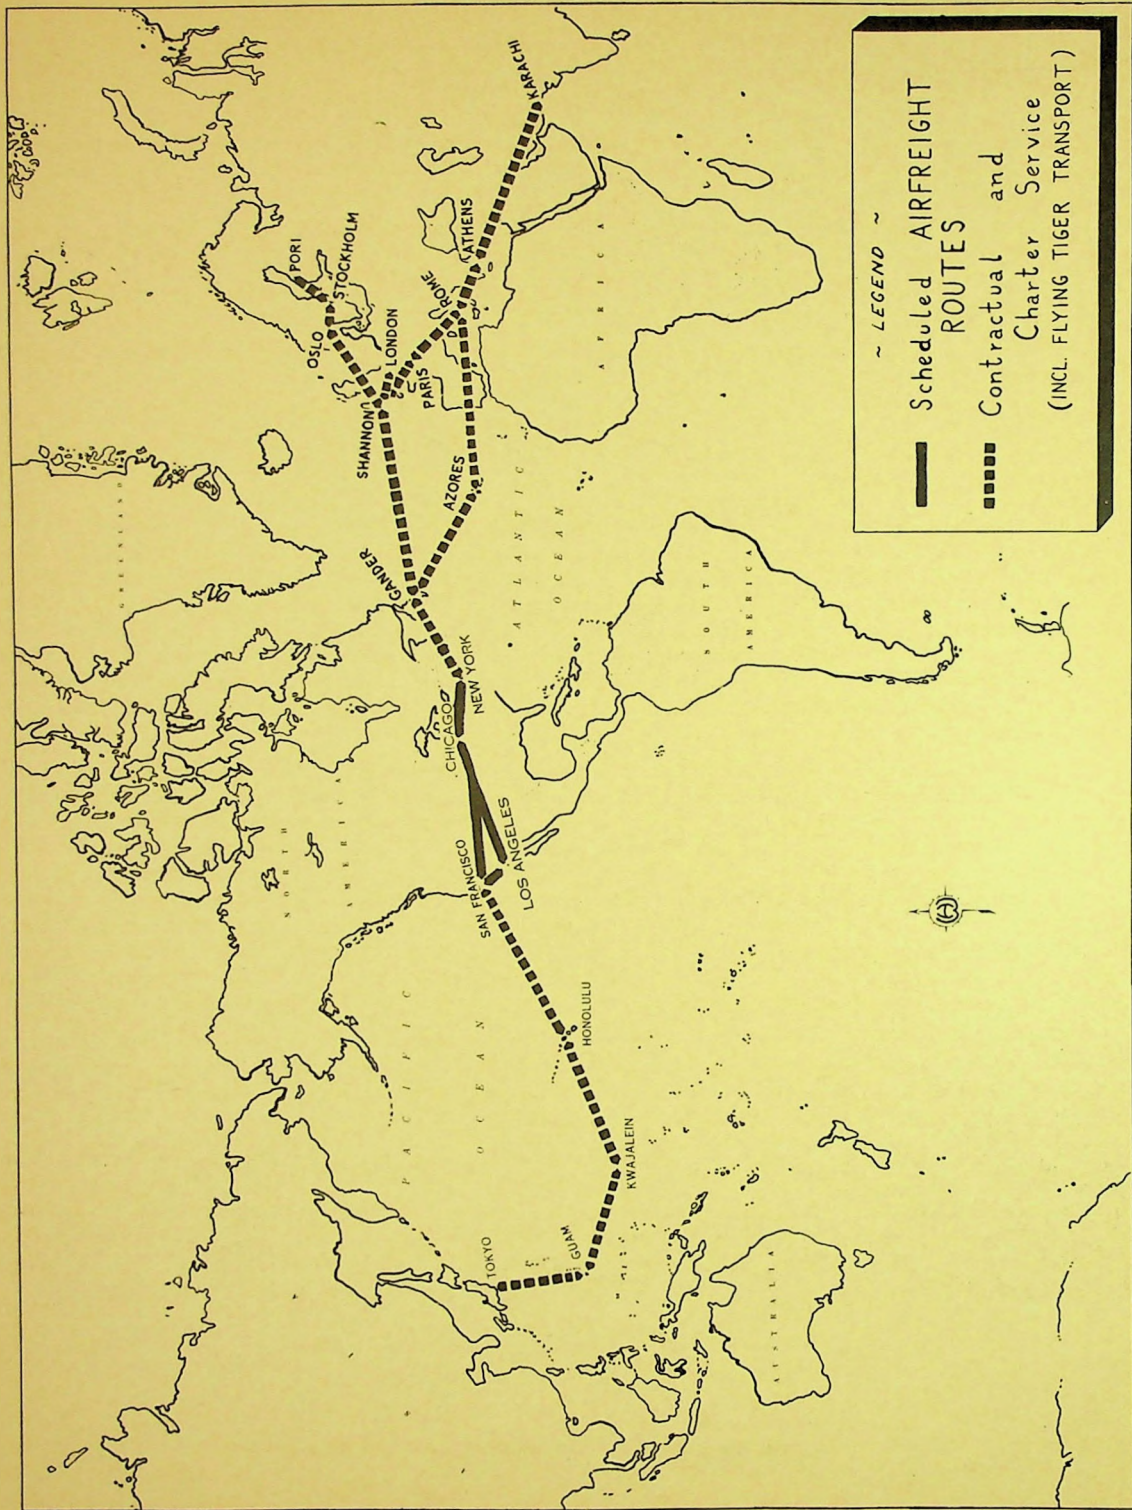 GREENLAND
NORTH
AMERICA
PACIFIC
OCEAN
ATLANTIC
OCEAN
SOUTH
AMERICA
AFRICA
AUSTRALIA
TOKYO
GUAM
KWAJALEIN
HONOLULU
SAN FRANCISCO
LOS ANGELES
CHICAGO
NEW YORK
GANDER
AZORES
SHANNON
LONDON
PARIS
OSLO
STOCKHOLM
PORI
ROME
ATHENS
KARACHI
~ LEGEND ~
Scheduled AIRFREIGHT
ROUTES
Contractual and
Charter Service
(INCL. FLYING TIGER TRANSPORT)